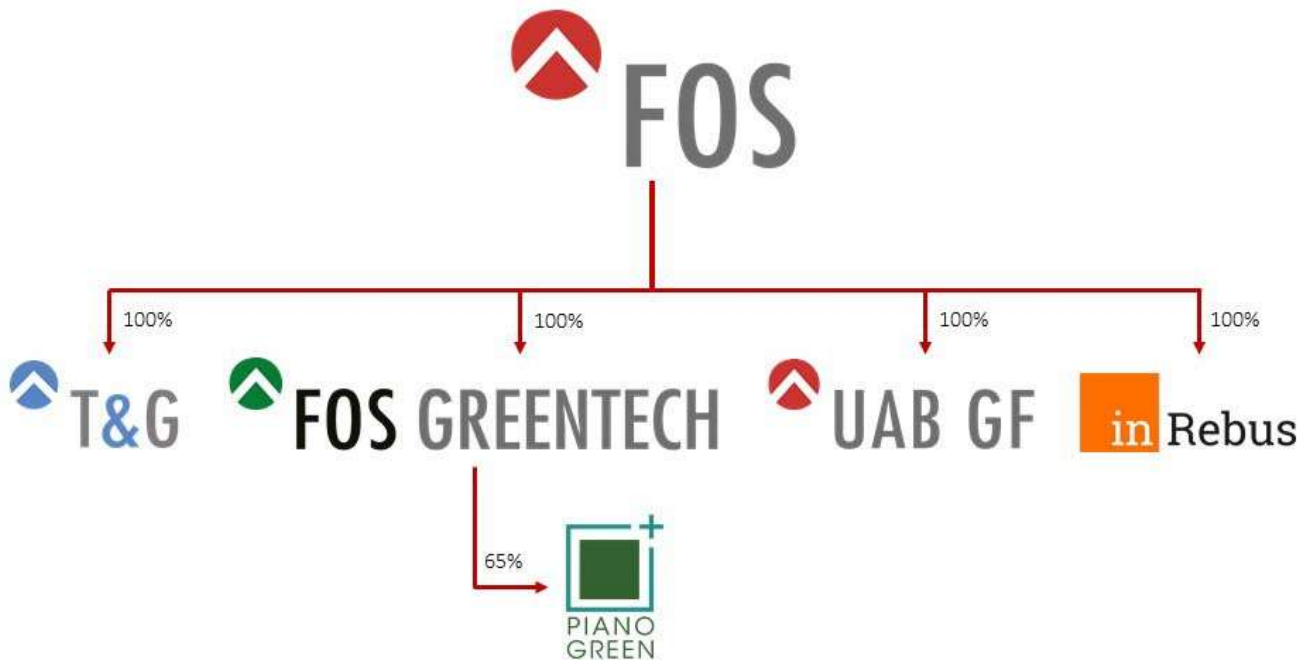 FOS
100%
100%
100%
100%
T&G
FOS GREENTECH
UAB GF
in Rebus
65%
PIANO
GREEN